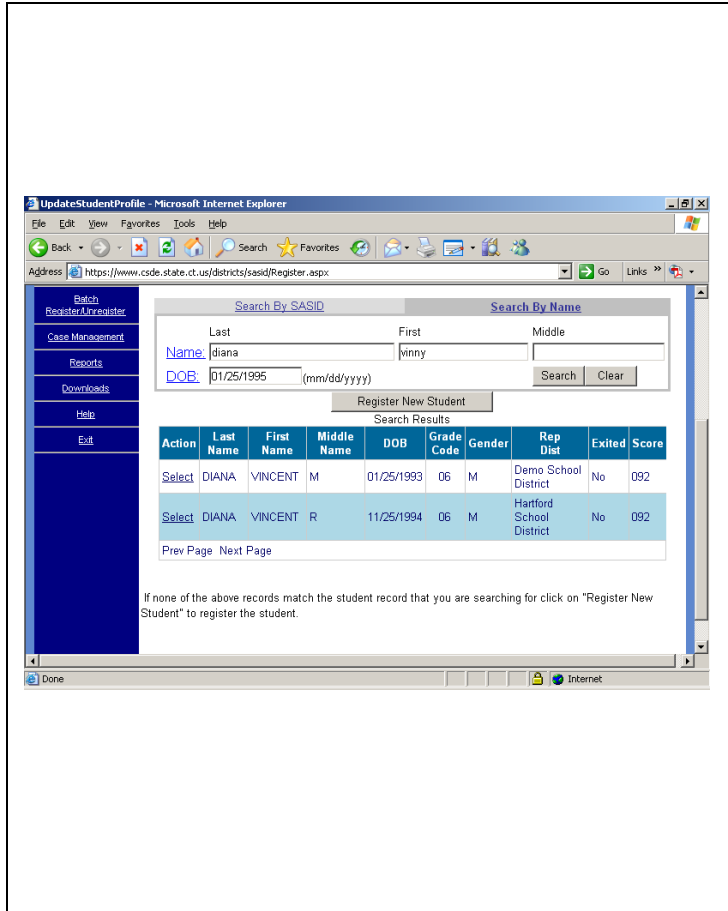 UpdateStudentProfile - Microsoft Internet Explorer
File Edit View Favorites Tools Help
Back Search Favorites
Address https://www.csde.state.ct.us/districts/sasid/Register.aspx Go Links »
Batch
Register/Unregister
Case Management
Reports
Downloads
Help
Exit
Search By SASID Search By Name
Last First Middle
Name: diana vinny
DOB: 01/25/1995 (mm/dd/yyyy) Search Clear
Register New Student
Search Results
Action Last Name First Name Middle Name DOB Grade Code Gender Rep Dist Exited Score
Select DIANA VINCENT M 01/25/1993 06 M Demo School District No 092
Select DIANA VINCENT R 11/25/1994 06 M Hartford School District No 092
Prev Page Next Page
If none of the above records match the student record that you are searching for click on "Register New
Student" to register the student.
Done Internet